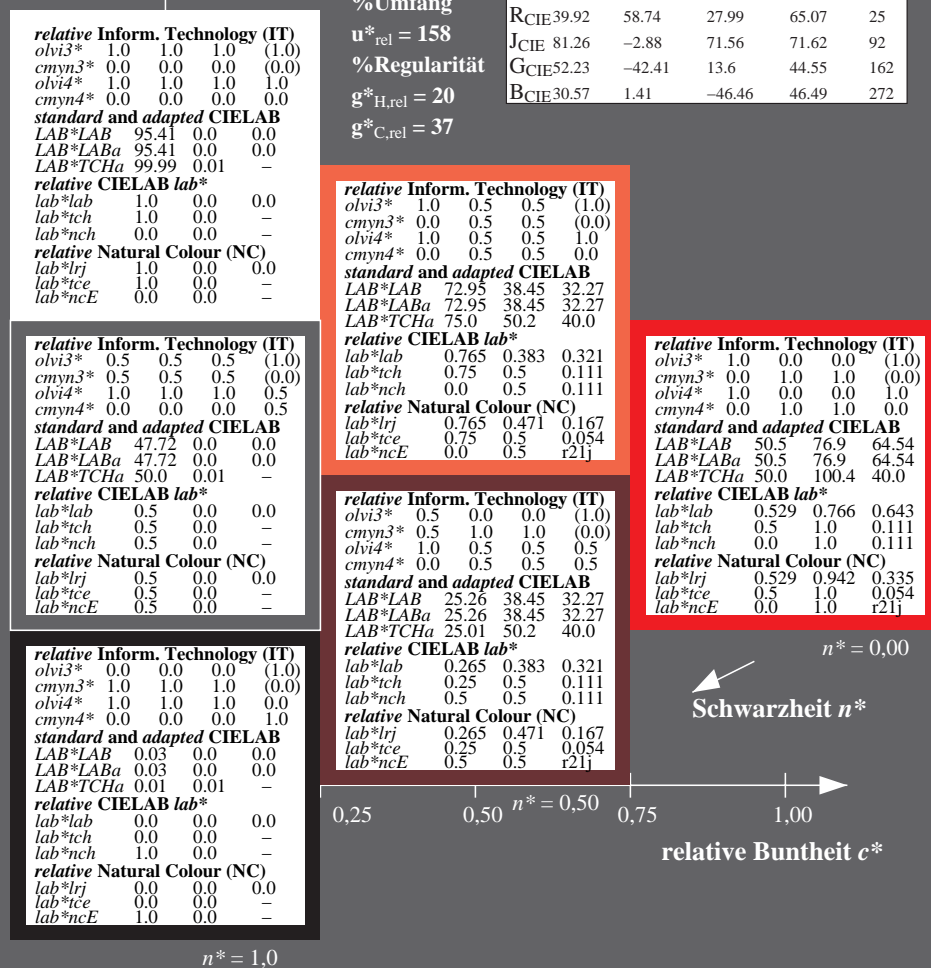 %Umfang
u*rel = 158
%Regularität
g*H,rel = 20
g*C,rel = 37
RCIE 39.92 58.74 27.99 65.07 25
JCIE 81.26 −2.88 71.56 71.62 92
GCIE 52.23 −42.41 13.6 44.55 162
BCIE 30.57 1.41 −46.46 46.49 272
relative Inform. Technology (IT)
olvi3* 1.0 1.0 1.0 (1.0)
cmyn3* 0.0 0.0 0.0 (0.0)
olvi4* 1.0 1.0 1.0 1.0
cmyn4* 0.0 0.0 0.0 0.0
standard and adapted CIELAB
LAB*LAB 95.41 0.0 0.0
LAB*LABa 95.41 0.0 0.0
LAB*TCHa 99.99 0.01 –
relative CIELAB lab*
lab*lab 1.0 0.0 0.0
lab*tch 1.0 0.0 –
lab*nch 0.0 0.0 –
relative Natural Colour (NC)
lab*lrj 1.0 0.0 0.0
lab*tce 1.0 0.0 –
lab*ncE 0.0 0.0 –
relative Inform. Technology (IT)
olvi3* 1.0 0.5 0.5 (1.0)
cmyn3* 0.0 0.5 0.5 (0.0)
olvi4* 1.0 0.5 0.5 1.0
cmyn4* 0.0 0.5 0.5 0.0
standard and adapted CIELAB
LAB*LAB 72.95 38.45 32.27
LAB*LABa 72.95 38.45 32.27
LAB*TCHa 75.0 50.2 40.0
relative CIELAB lab*
lab*lab 0.765 0.383 0.321
lab*tch 0.75 0.5 0.111
lab*nch 0.0 0.5 0.111
relative Natural Colour (NC)
lab*lrj 0.765 0.471 0.167
lab*tce 0.75 0.5 0.054
lab*ncE 0.0 0.5 r21j
relative Inform. Technology (IT)
olvi3* 0.5 0.5 0.5 (1.0)
cmyn3* 0.5 0.5 0.5 (0.0)
olvi4* 1.0 1.0 1.0 0.5
cmyn4* 0.0 0.0 0.0 0.5
standard and adapted CIELAB
LAB*LAB 47.72 0.0 0.0
LAB*LABa 47.72 0.0 0.0
LAB*TCHa 50.0 0.01 –
relative CIELAB lab*
lab*lab 0.5 0.0 0.0
lab*tch 0.5 0.0 –
lab*nch 0.5 0.0 –
relative Natural Colour (NC)
lab*lrj 0.5 0.0 0.0
lab*tce 0.5 0.0 –
lab*ncE 0.5 0.0 –
relative Inform. Technology (IT)
olvi3* 1.0 0.0 0.0 (1.0)
cmyn3* 0.0 1.0 1.0 (0.0)
olvi4* 1.0 0.0 0.0 1.0
cmyn4* 0.0 1.0 1.0 0.0
standard and adapted CIELAB
LAB*LAB 50.5 76.9 64.54
LAB*LABa 50.5 76.9 64.54
LAB*TCHa 50.0 100.4 40.0
relative CIELAB lab*
lab*lab 0.529 0.766 0.643
lab*tch 0.5 1.0 0.111
lab*nch 0.0 1.0 0.111
relative Natural Colour (NC)
lab*lrj 0.529 0.942 0.335
lab*tce 0.5 1.0 0.054
lab*ncE 0.0 1.0 r21j
relative Inform. Technology (IT)
olvi3* 0.5 0.0 0.0 (1.0)
cmyn3* 0.5 1.0 1.0 (0.0)
olvi4* 1.0 0.5 0.5 0.5
cmyn4* 0.0 0.5 0.5 0.5
standard and adapted CIELAB
LAB*LAB 25.26 38.45 32.27
LAB*LABa 25.26 38.45 32.27
LAB*TCHa 25.01 50.2 40.0
relative CIELAB lab*
lab*lab 0.265 0.383 0.321
lab*tch 0.25 0.5 0.111
lab*nch 0.5 0.5 0.111
relative Natural Colour (NC)
lab*lrj 0.265 0.471 0.167
lab*tce 0.25 0.5 0.054
lab*ncE 0.5 0.5 r21j
relative Inform. Technology (IT)
olvi3* 0.0 0.0 0.0 (1.0)
cmyn3* 1.0 1.0 1.0 (0.0)
olvi4* 1.0 1.0 1.0 0.0
cmyn4* 0.0 0.0 0.0 1.0
standard and adapted CIELAB
LAB*LAB 0.03 0.0 0.0
LAB*LABa 0.03 0.0 0.0
LAB*TCHa 0.01 0.01 –
relative CIELAB lab*
lab*lab 0.0 0.0 0.0
lab*tch 0.0 0.0 –
lab*nch 1.0 0.0 –
relative Natural Colour (NC)
lab*lrj 0.0 0.0 0.0
lab*tce 0.0 0.0 –
lab*ncE 1.0 0.0 –
n* = 0,00
Schwarzheit n*
n* = 0,50
0,25 0,50 0,75 1,00
relative Buntheit c*
n* = 1,0